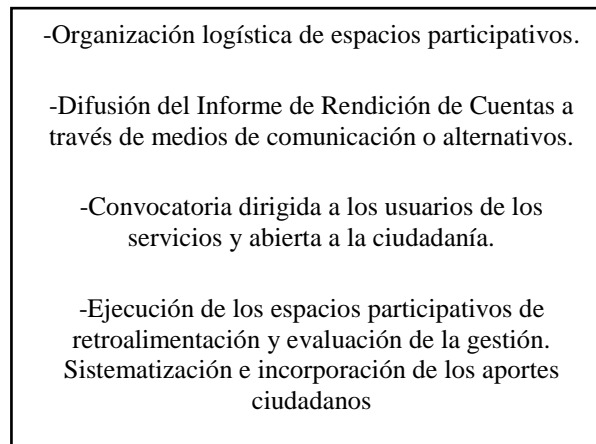 -Organización logística de espacios participativos.
-Difusión del Informe de Rendición de Cuentas a
través de medios de comunicación o alternativos.
-Convocatoria dirigida a los usuarios de los
servicios y abierta a la ciudadanía.
-Ejecución de los espacios participativos de
retroalimentación y evaluación de la gestión.
Sistematización e incorporación de los aportes
ciudadanos